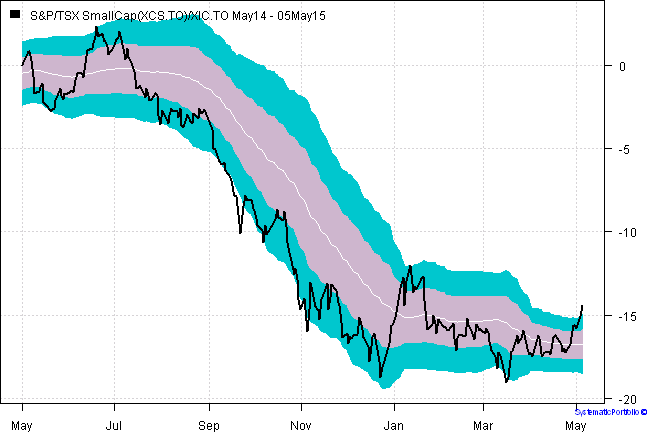 S&P/TSX SmallCap(XCS.TO)/XIC.TO May14 - 05May15
0
-5
-10
-15
-20
May Jul Sep Nov Jan Mar May
SystematicPortfolio ©